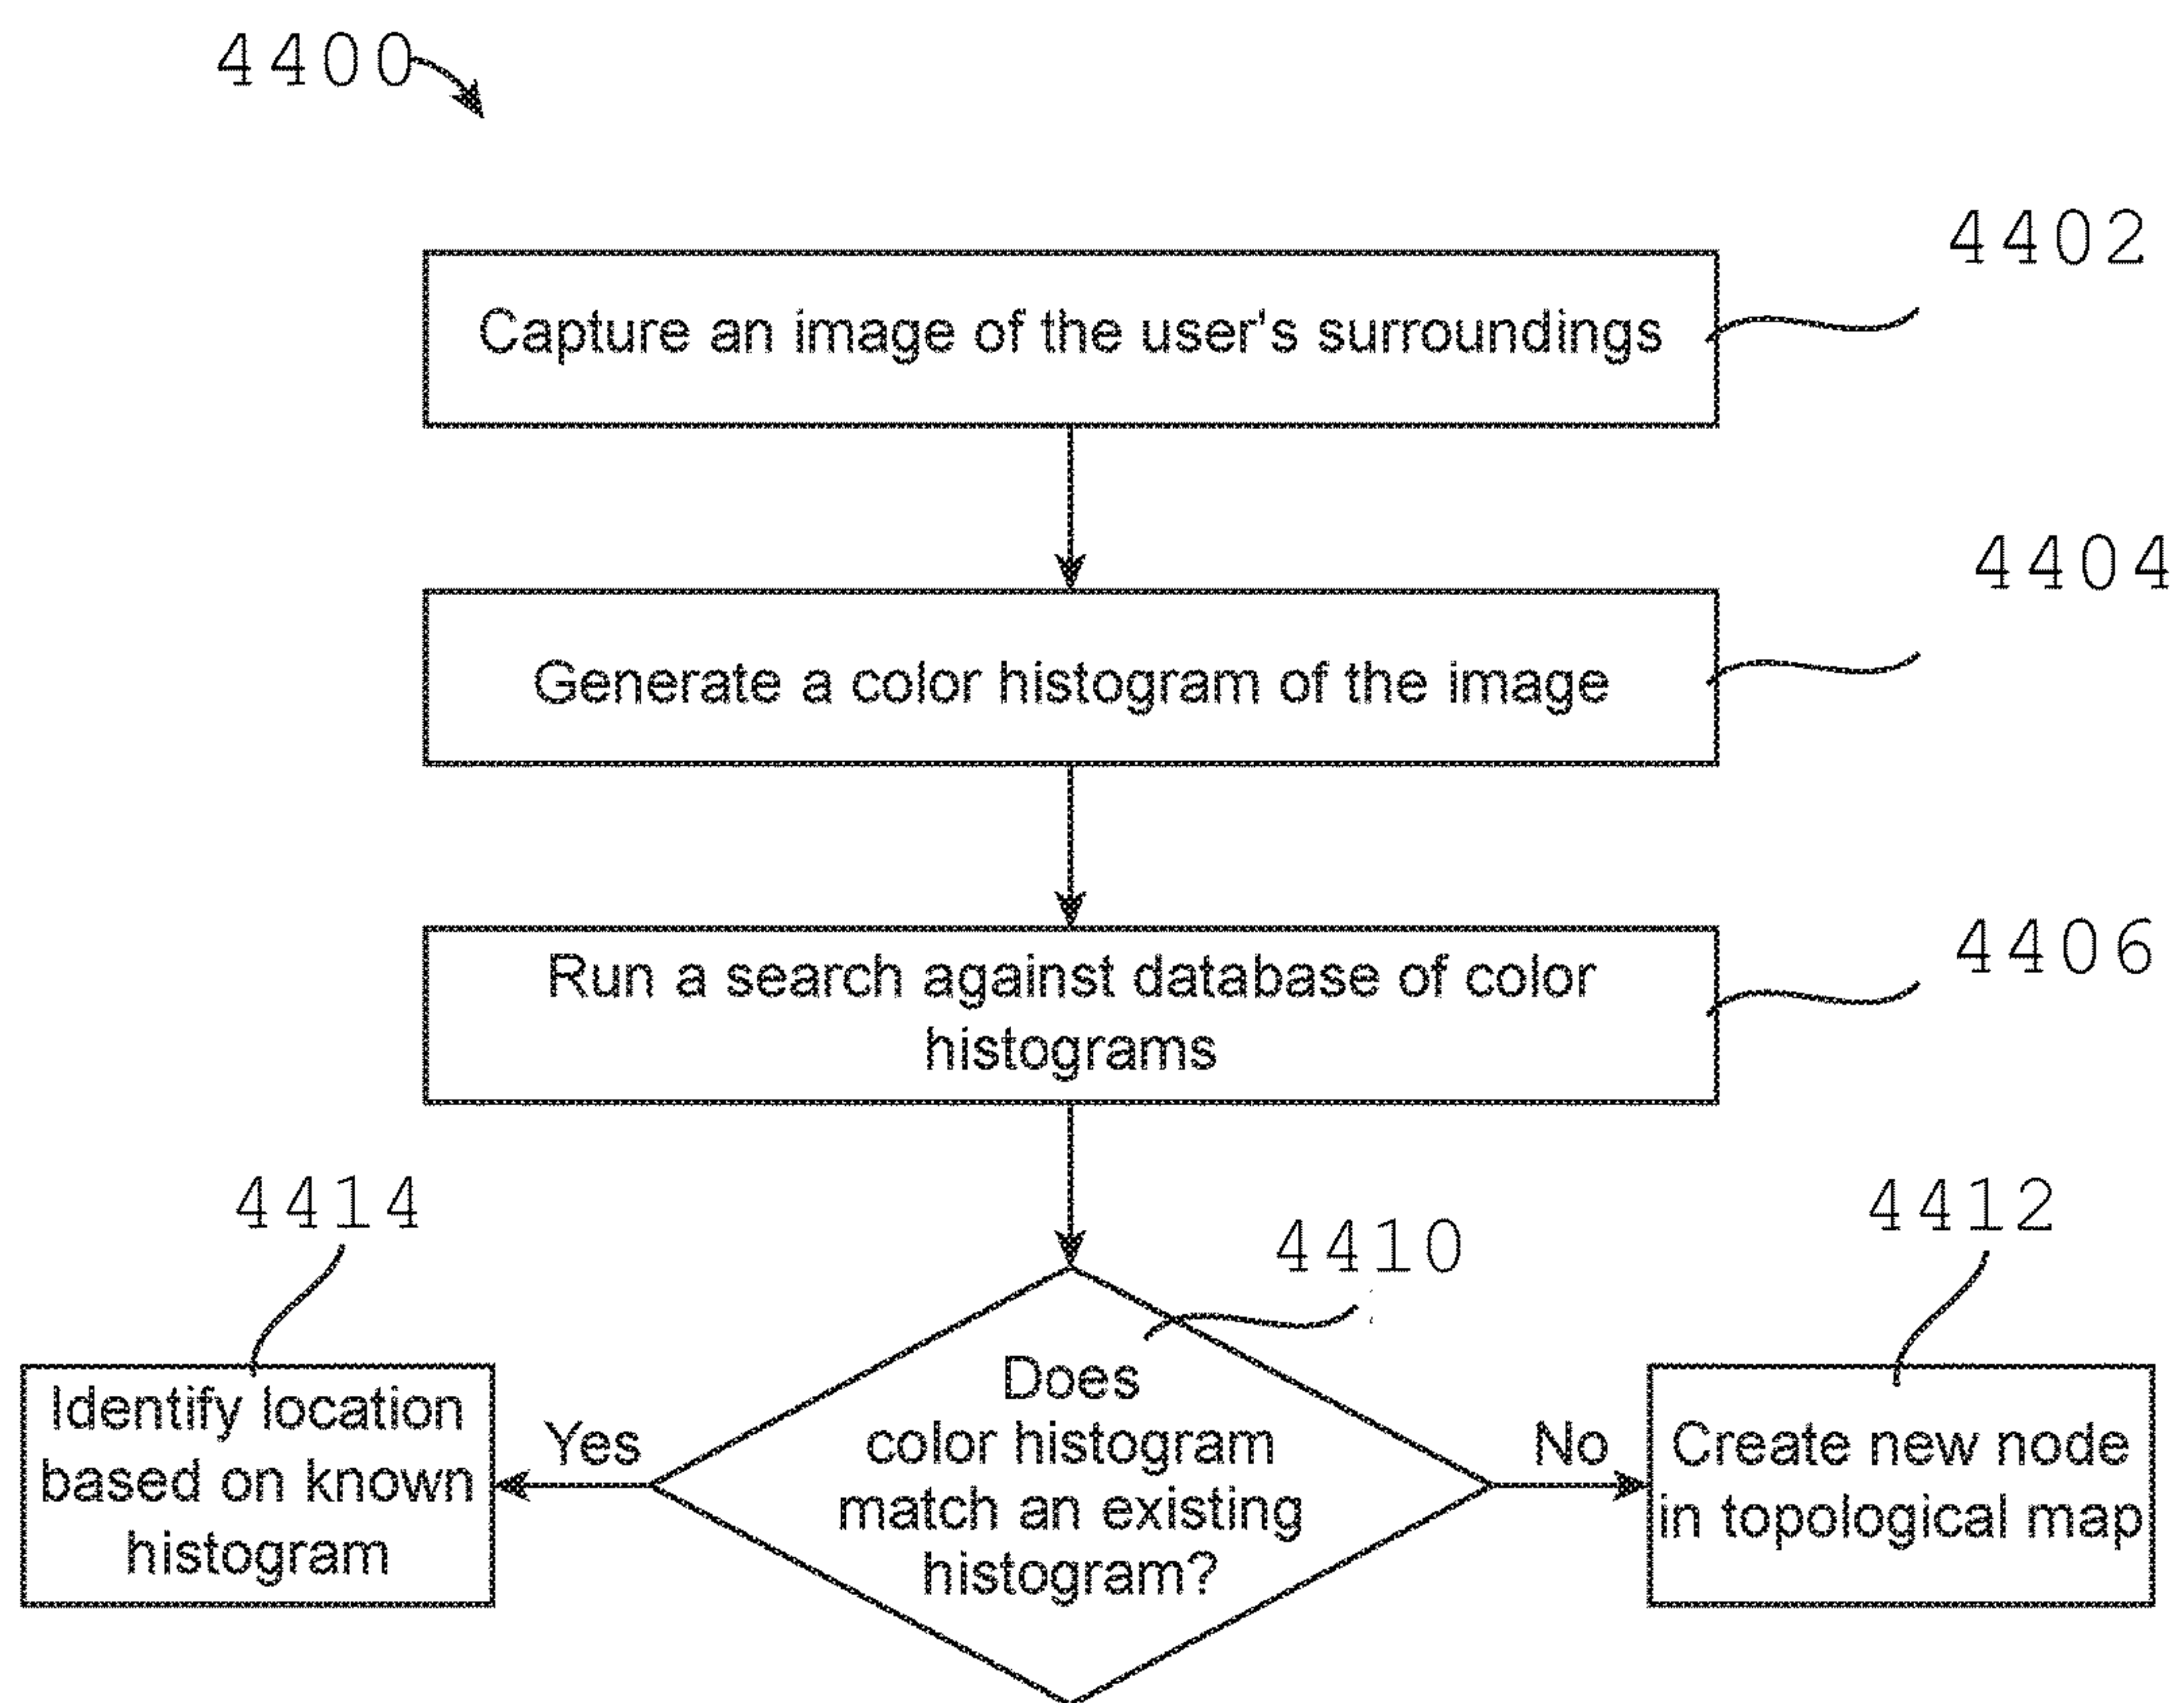 4400
4402
Capture an image of the user's surroundings
4404
Generate a color histogram of the image
4406
Run a search against database of color
histograms
4414
4410
4412
Identify location
based on known
histogram
Yes
Does
color histogram
match an existing
histogram?
No
Create new node
in topological map